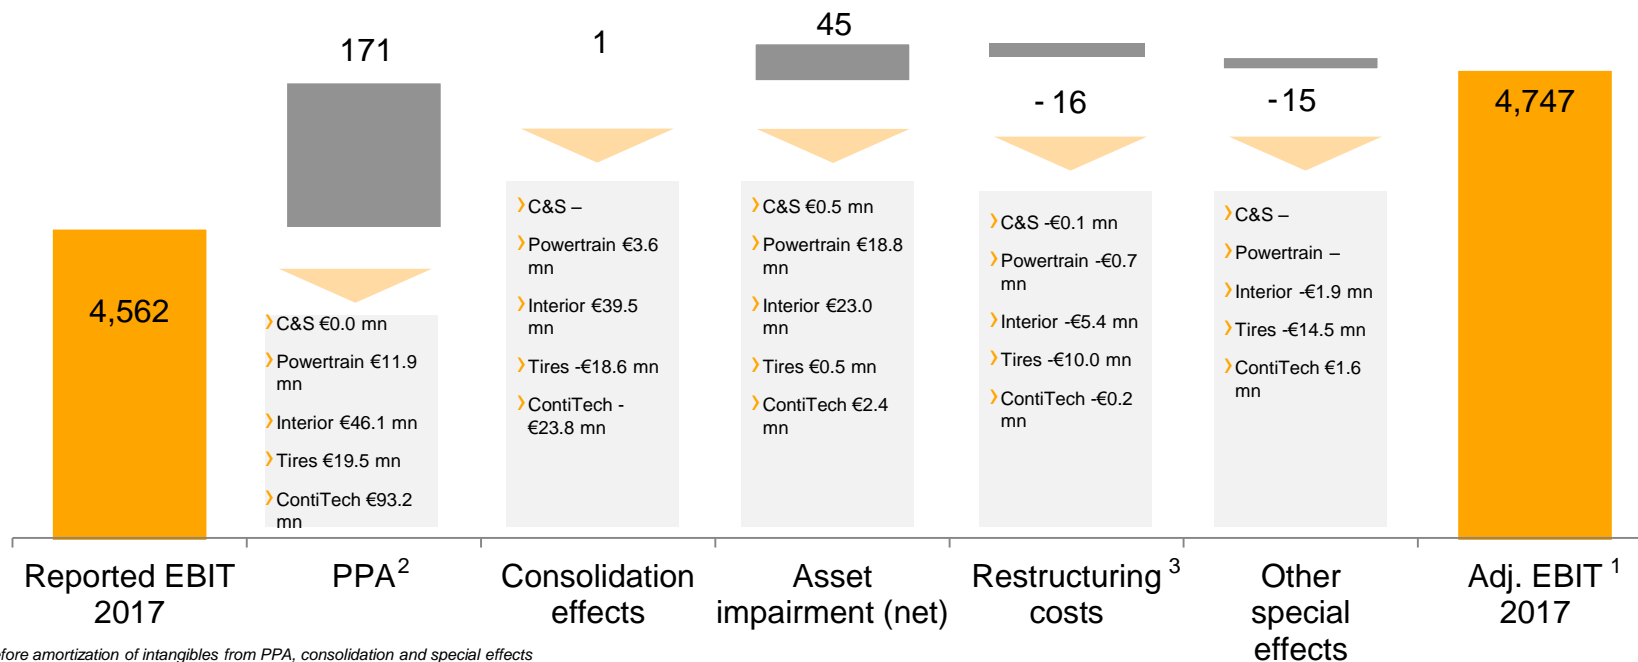 171
1
45
- 16
-15
4,562
4,747
❯C&S €0.0 mn
❯Powertrain €11.9
mn
❯Interior €46.1 mn
❯Tires €19.5 mn
❯ContiTech €93.2
mn
❯C&S –
❯Powertrain €3.6
mn
❯Interior €39.5
mn
❯Tires -€18.6 mn
❯ContiTech -
€23.8 mn
❯C&S €0.5 mn
❯Powertrain €18.8
mn
❯Interior €23.0
mn
❯Tires €0.5 mn
❯ContiTech €2.4
mn
❯C&S -€0.1 mn
❯Powertrain -€0.7
mn
❯Interior -€5.4 mn
❯Tires -€10.0 mn
❯ContiTech -€0.2
mn
❯C&S –
❯Powertrain –
❯Interior -€1.9 mn
❯Tires -€14.5 mn
❯ContiTech €1.6
mn
Reported EBIT
2017
PPA²
Consolidation
effects
Asset
impairment (net)
Restructuring ³
costs
Other
special
effects
Adj. EBIT ¹
2017
efore amortization of intangibles from PPA, consolidation and special effects